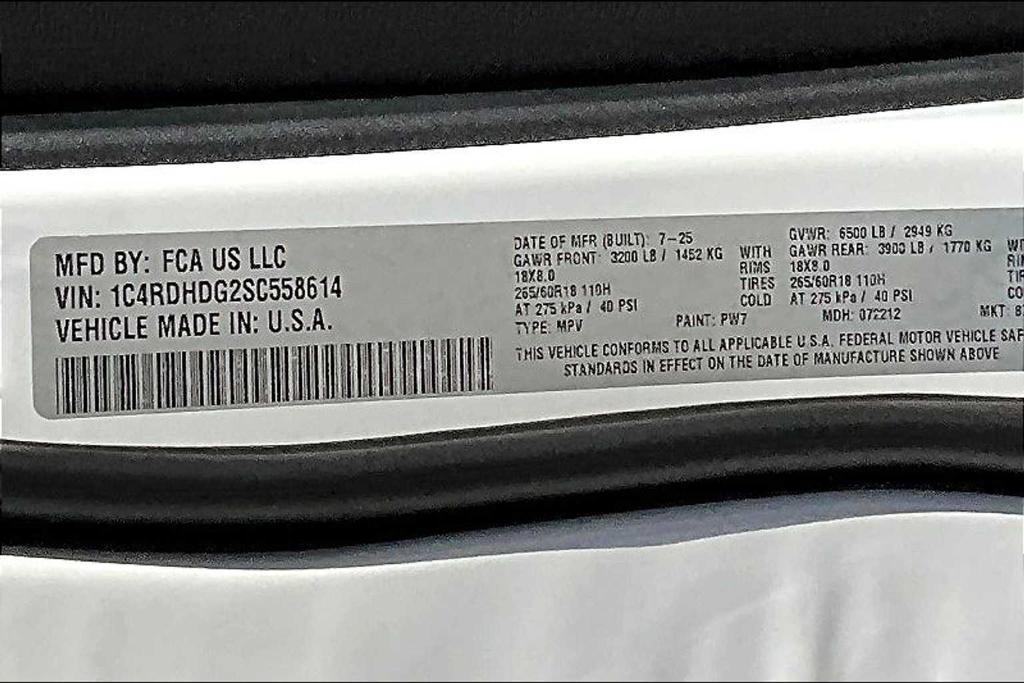 MFD BY: FCA US LLC
VIN: 1C4RDHDG2SC558614
VEHICLE MADE IN: U.S.A.
DATE OF MFR (BUILT): 7-25
GAWR FRONT: 3200 LB / 1452 KG
18X8.0
265/60R18 110H
AT 275 kPa / 40 PSI
TYPE: MPV
WITH
RIMS
TIRES
COLD
GVWR: 6500 LB / 2949 KG
GAWR REAR: 3900 LB / 1770 KG
18X8.0
265/60R18 110H
AT 275 kPa / 40 PSI
PAINT: PW7
MDH: 072212
MKT:
THIS VEHICLE CONFORMS TO ALL APPLICABLE U.S.A. FEDERAL MOTOR VEHICLE SAF
STANDARDS IN EFFECT ON THE DATE OF MANUFACTURE SHOWN ABOVE